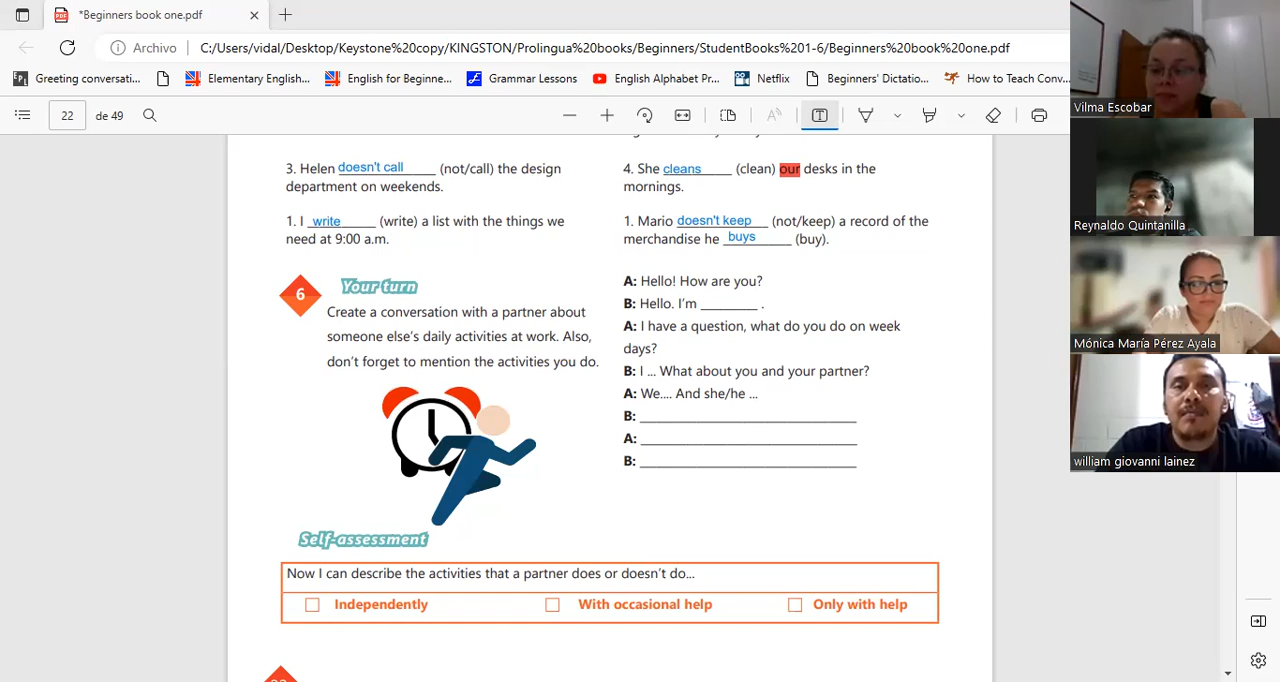 *Beginners book one.pdf
Archivo C:/Users/vidal/Desktop/Keystone%20copy/KINGSTON/Prolingua%20books/Beginners/StudentBooks%201-6/Beginners%20book%20one.pdf
Greeting conversati... Elementary English... English for Beginne... Grammar Lessons English Alphabet Pr... Netflix Beginners' Dictatio... How to Teach Conv...
22 de 49
3. Helen doesn't call (not/call) the design
department on weekends.
4. She cleans (clean) our desks in the
mornings.
1. I write (write) a list with the things we
need at 9:00 a.m.
1. Mario doesn't keep (not/keep) a record of the
merchandise he buys (buy).
6 Your turn
Create a conversation with a partner about
someone else's daily activities at work. Also,
don't forget to mention the activities you do.
A: Hello! How are you?
B: Hello. I'm ________ .
A: I have a question, what do you do on week
days?
B: I ... What about you and your partner?
A: We.... And she/he ...
B: ______________________________
A: ______________________________
B: ______________________________
Self-assessment
Now I can describe the activities that a partner does or doesn't do...
Independently With occasional help Only with help
Vilma Escobar
Reynaldo Quintanilla
Mónica María Pérez Ayala
william giovanni lainez